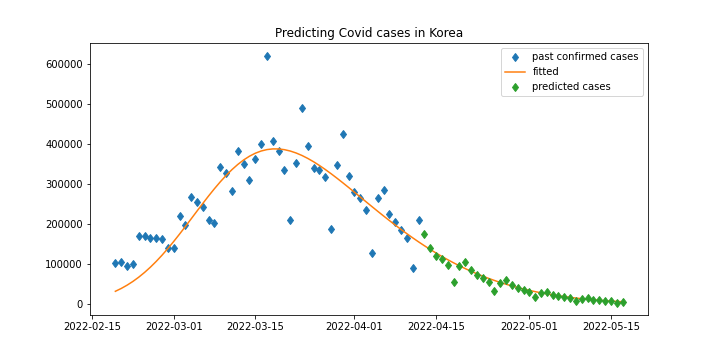 Predicting Covid cases in Korea
past confirmed cases
fitted
predicted cases
600000
500000
400000
300000
200000
100000
0
2022-02-15 2022-03-01 2022-03-15 2022-04-01 2022-04-15 2022-05-01 2022-05-15